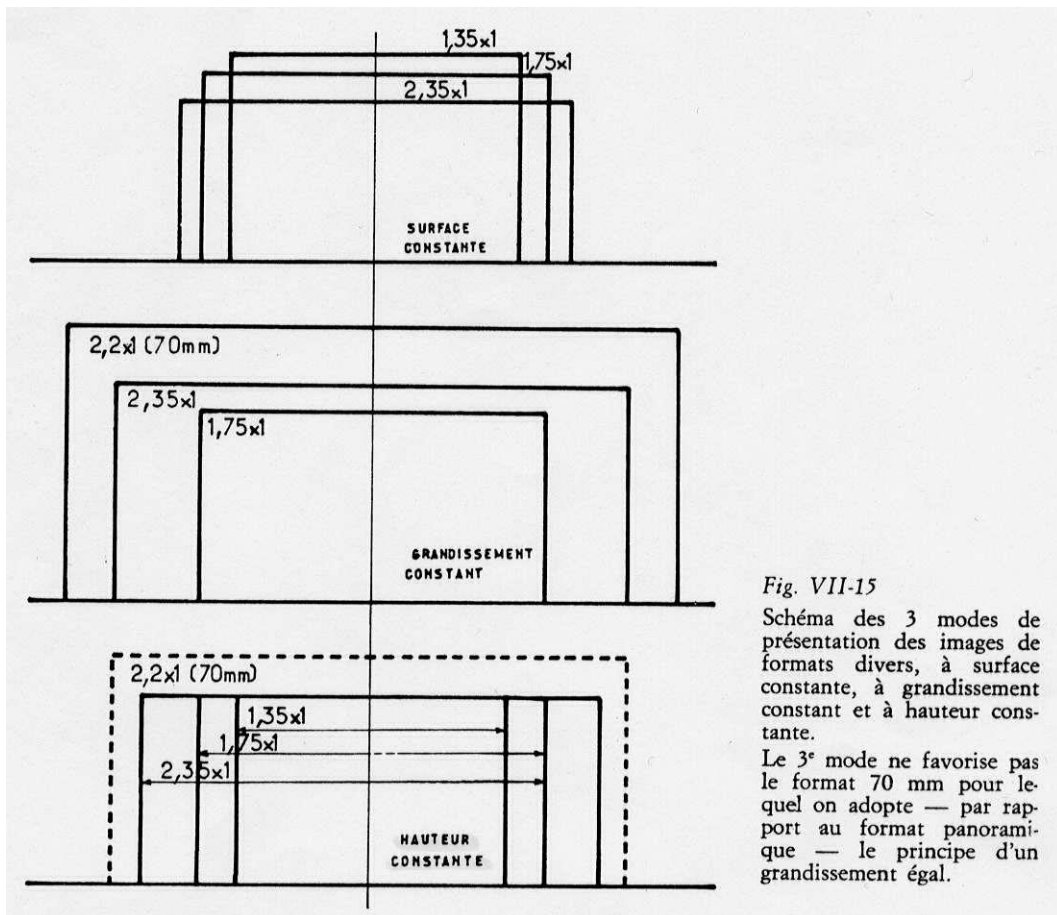 1,35x1
1,75x1
2,35x1
SURFACE
CONSTANTE
2,2x1 (70mm)
2,35x1
1,75x1
GRANDISSEMENT
CONSTANT
2,2x1 (70mm)
1,35x1
1,75x1
2,35x1
HAUTEUR
CONSTANTE
Fig. VII-15
Schéma des 3 modes de
présentation des images de
formats divers, à surface
constante, à grandissement
constant et à hauteur cons-
tante.
Le 3e mode ne favorise pas
le format 70 mm pour le-
quel on adopte — par rap-
port au format panorami-
que — le principe d'un
grandissement égal.